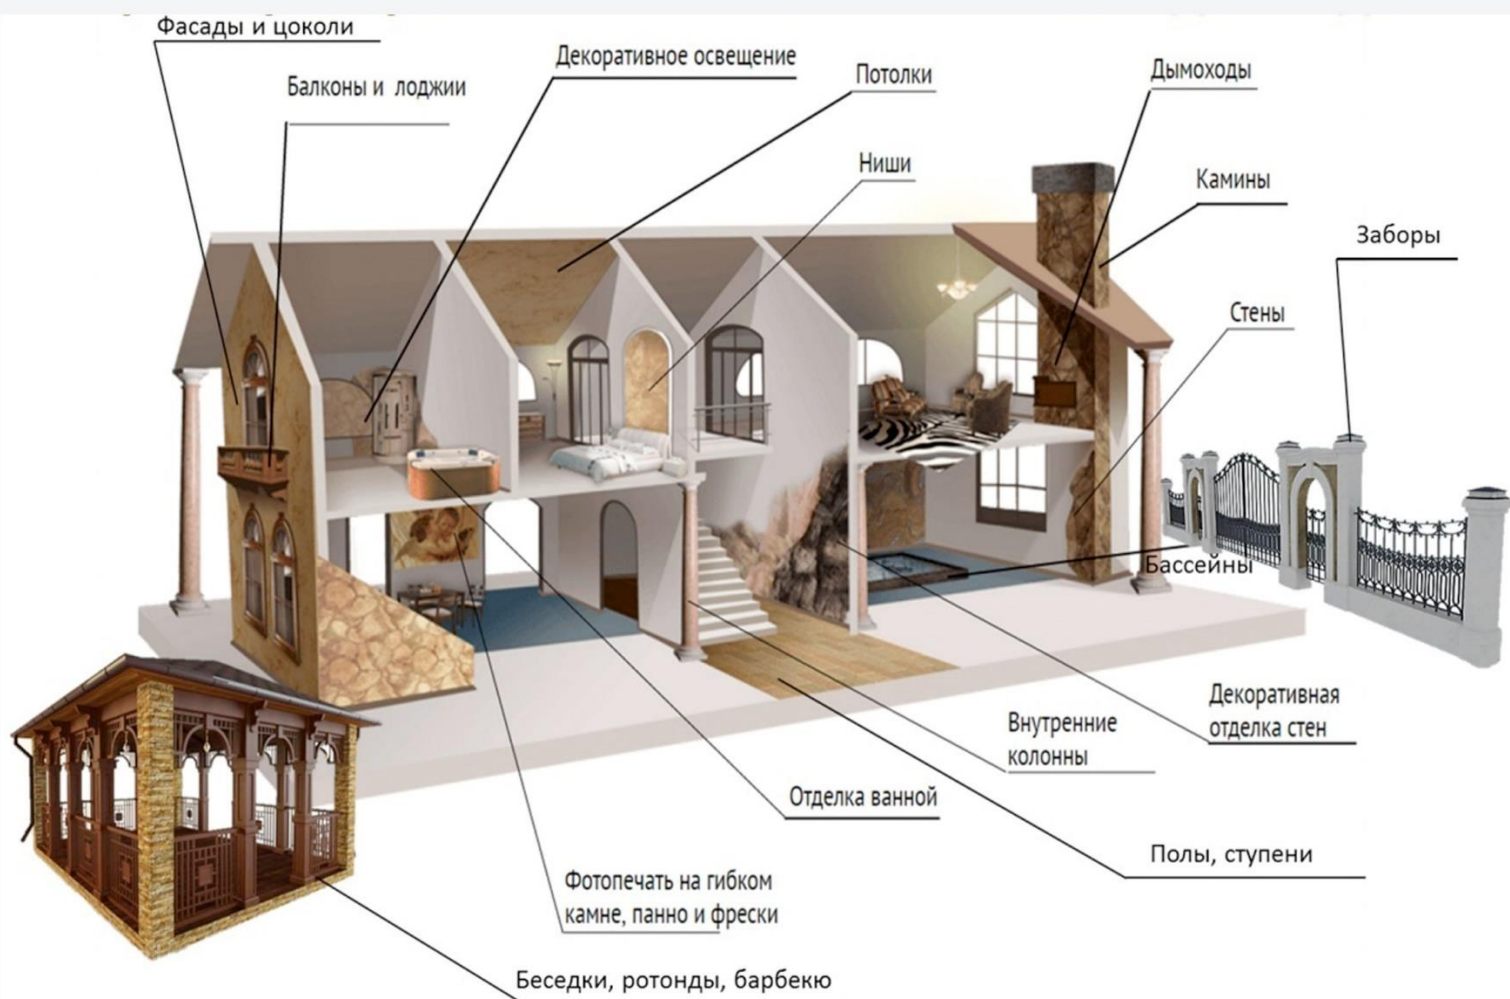 Фасады и цоколи
Балконы и лоджии
Декоративное освещение
Потолки
Дымоходы
Ниши
Камины
Заборы
Стены
Бассейны
Декоративная
отделка стен
Внутренние
колонны
Отделка ванной
Полы, ступени
Фотопечать на гибком
камне, панно и фрески
Беседки, ротонды, барбекю